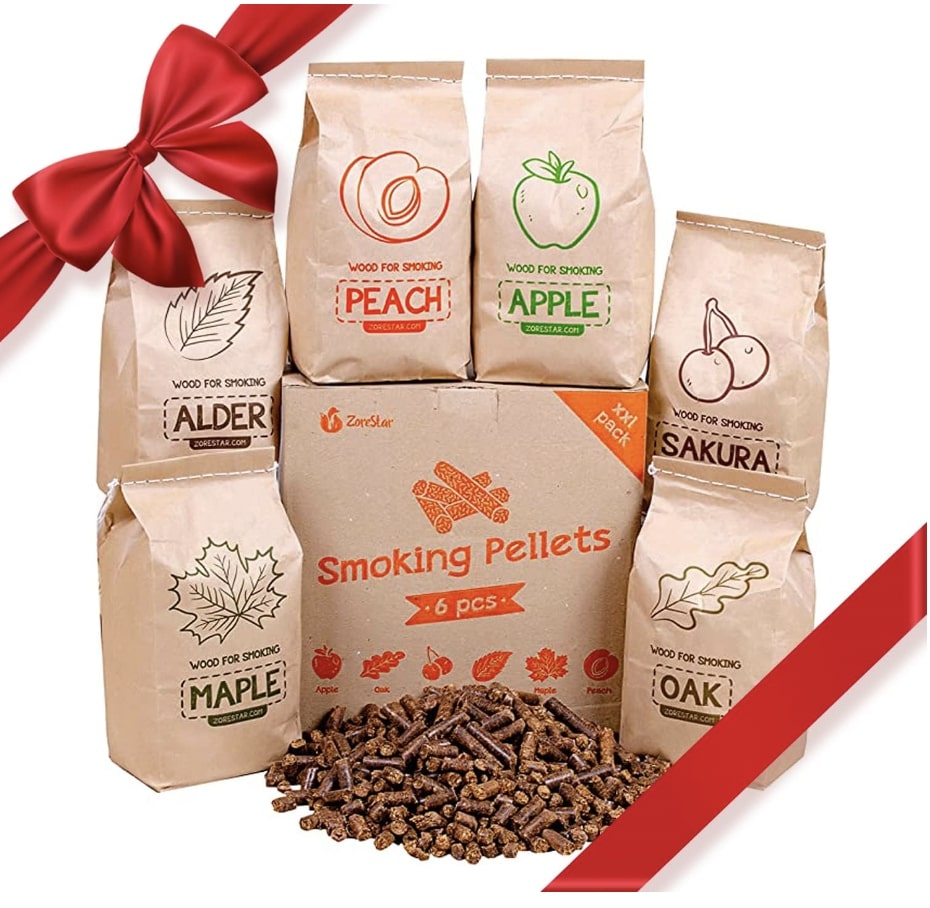 WOOD FOR SMOKING
PEACH
ZORESTAR.COM
WOOD FOR SMOKING
APPLE
ZORESTAR.COM
WOOD FOR SMOKING
ALDER
ZORESTAR.COM
WOOD FOR SMOKING
SAKURA
ZoreStar
xxl
pack
Smoking Pellets
6 pcs
Apple
Oak
Maple
Peach
WOOD FOR SMOKING
MAPLE
ZORESTAR.COM
WOOD FOR SMOKING
OAK
ZORESTAR.COM